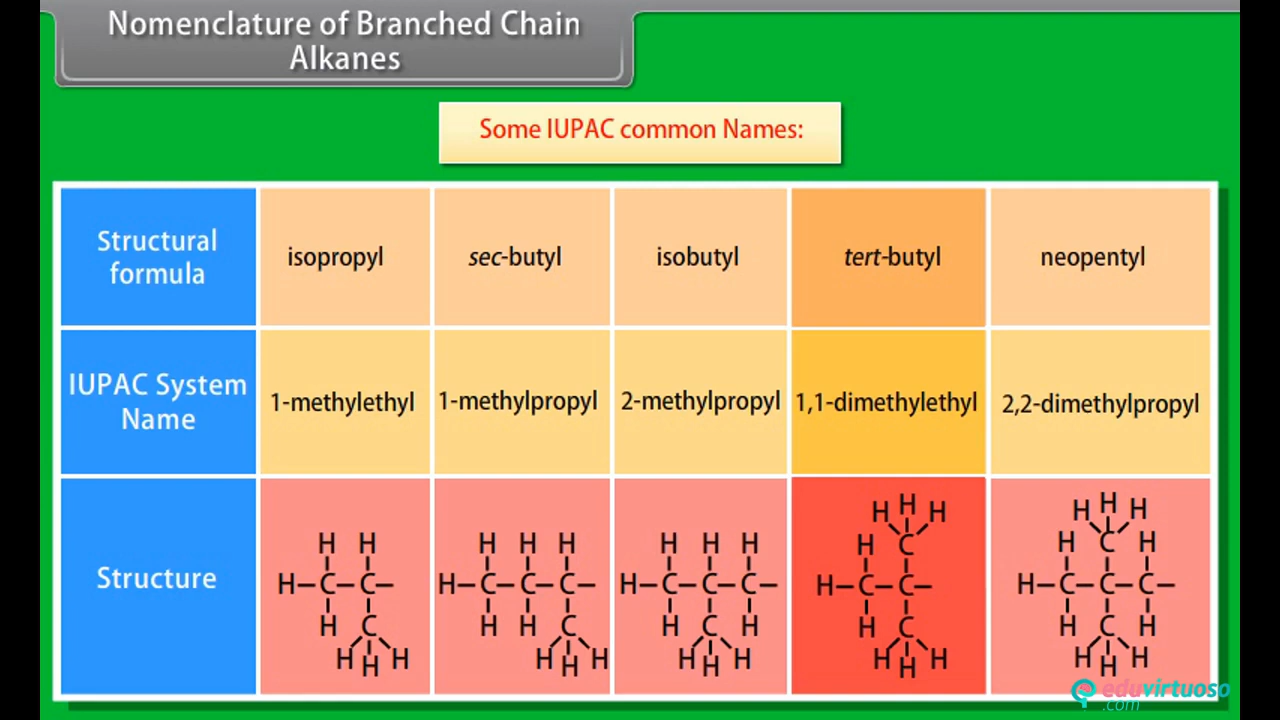 Nomenclature of Branched Chain
Alkanes
Some IUPAC common Names:
Structural
formula
isopropyl
sec-butyl
isobutyl
tert-butyl
neopentyl
IUPAC System
Name
1-methylethyl
1-methylpropyl
2-methylpropyl
1,1-dimethylethyl
2,2-dimethylpropyl
Structure
H H
H–C–C–
H C
H H H
H H H
H–C–C–C–
H H C
H H H
H H H
H–C–C–C–
H C H
H H H
H H H
H C
H–C–C–
H C
H H H
H H H
H C H
H–C–C–C–
H C H
H H H
eduvirtuoso
.com